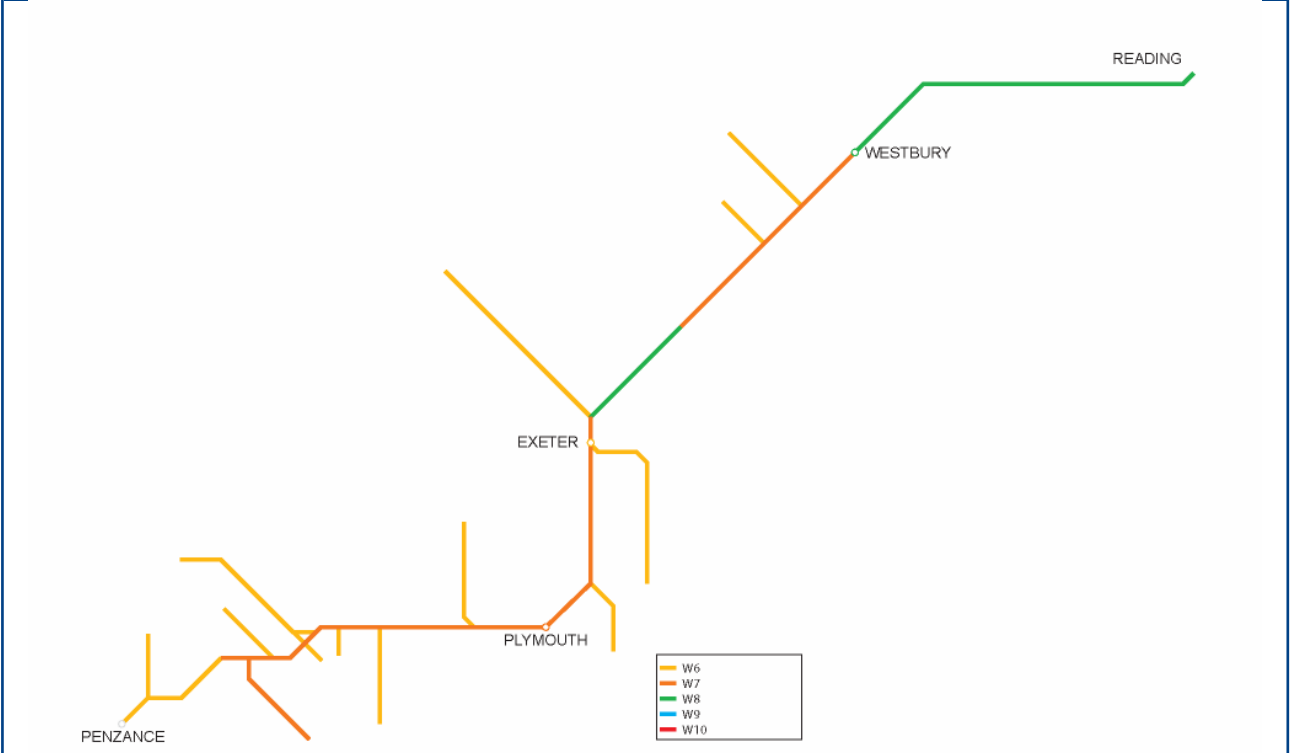 READING
WESTBURY
EXETER
PLYMOUTH
W6
W7
W8
W9
W10
PENZANCE